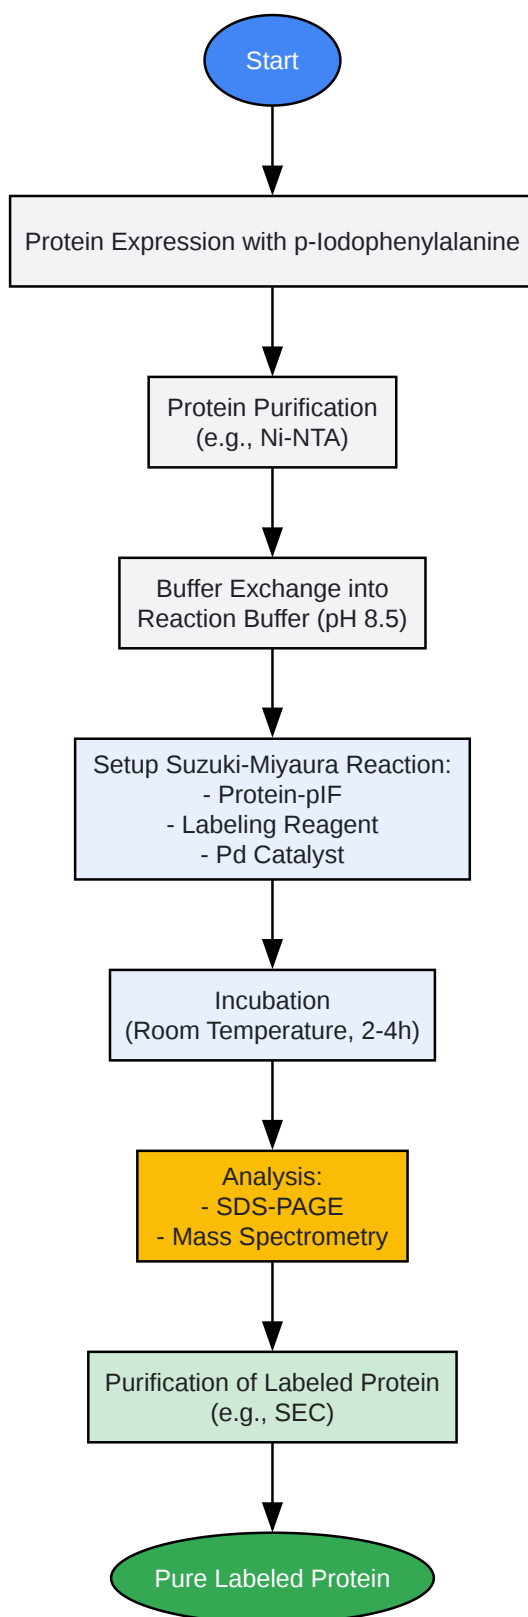 Start
Protein Expression with p-Iodophenylalanine
Protein Purification
(e.g., Ni-NTA)
Buffer Exchange into
Reaction Buffer (pH 8.5)
Setup Suzuki-Miyaura Reaction:
- Protein-pIF
- Labeling Reagent
- Pd Catalyst
Incubation
(Room Temperature, 2-4h)
Analysis:
- SDS-PAGE
- Mass Spectrometry
Purification of Labeled Protein
(e.g., SEC)
Pure Labeled Protein